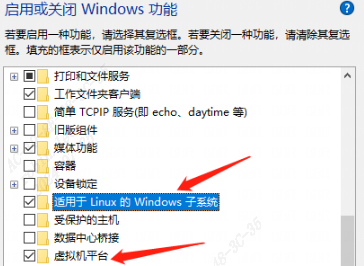 启用或关闭 Windows 功能
若要启用一种功能，请选择其复选框。若要关闭一种功能，请清除其复选
框。填充的框表示仅启用该功能的一部分。
打印和文件服务
工作文件夹客户端
简单 TCPIP 服务(即 echo、daytime 等)
旧版组件
媒体功能
容器
设备锁定
适用于 Linux 的 Windows 子系统
受保护的主机
数据中心桥接
虚拟机平台